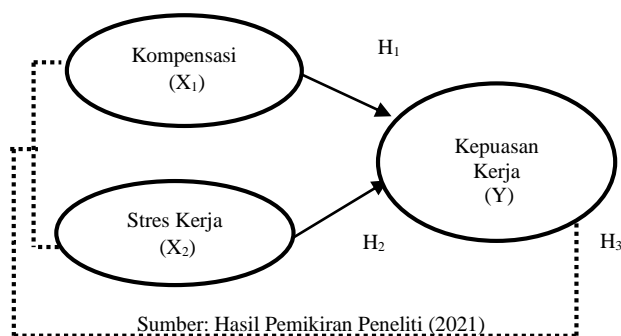 Kompensasi
(X₁)
H₁
Kepuasan
Kerja
(Y)
Stres Kerja
(X₂)
H₂
H₃
Sumber: Hasil Pemikiran Peneliti (2021)